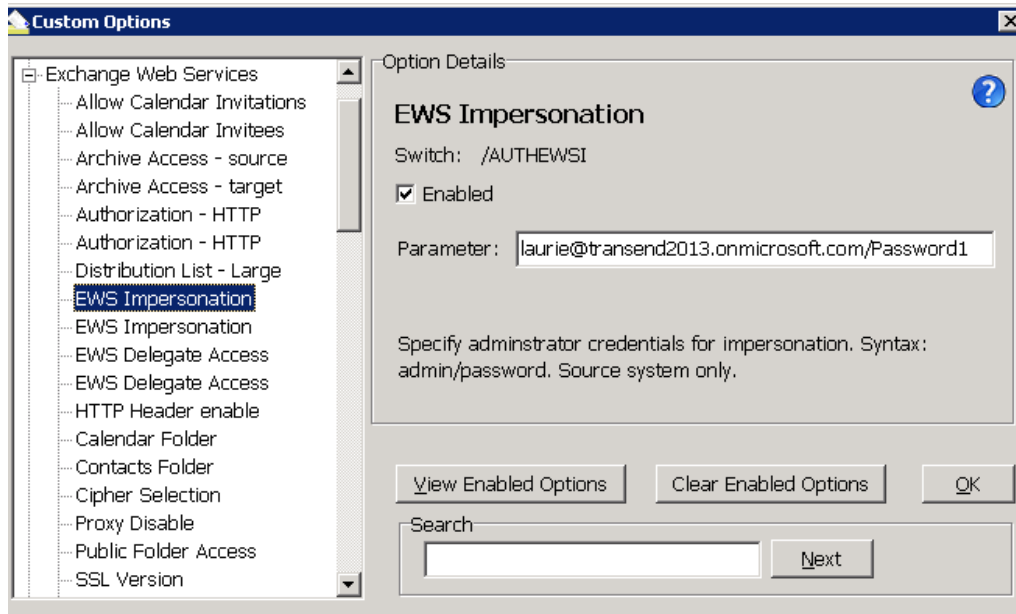 Custom Options
Exchange Web Services
Allow Calendar Invitations
Allow Calendar Invitees
Archive Access - source
Archive Access - target
Authorization - HTTP
Authorization - HTTP
Distribution List - Large
EWS Impersonation
EWS Impersonation
EWS Delegate Access
EWS Delegate Access
HTTP Header enable
Calendar Folder
Contacts Folder
Cipher Selection
Proxy Disable
Public Folder Access
SSL Version
Option Details
?
EWS Impersonation
Switch: /AUTHEWSI
Enabled
Parameter: laurie@transend2013.onmicrosoft.com/Password1
Specify adminstrator credentials for impersonation. Syntax:
admin/password. Source system only.
View Enabled Options Clear Enabled Options OK
Search
Next